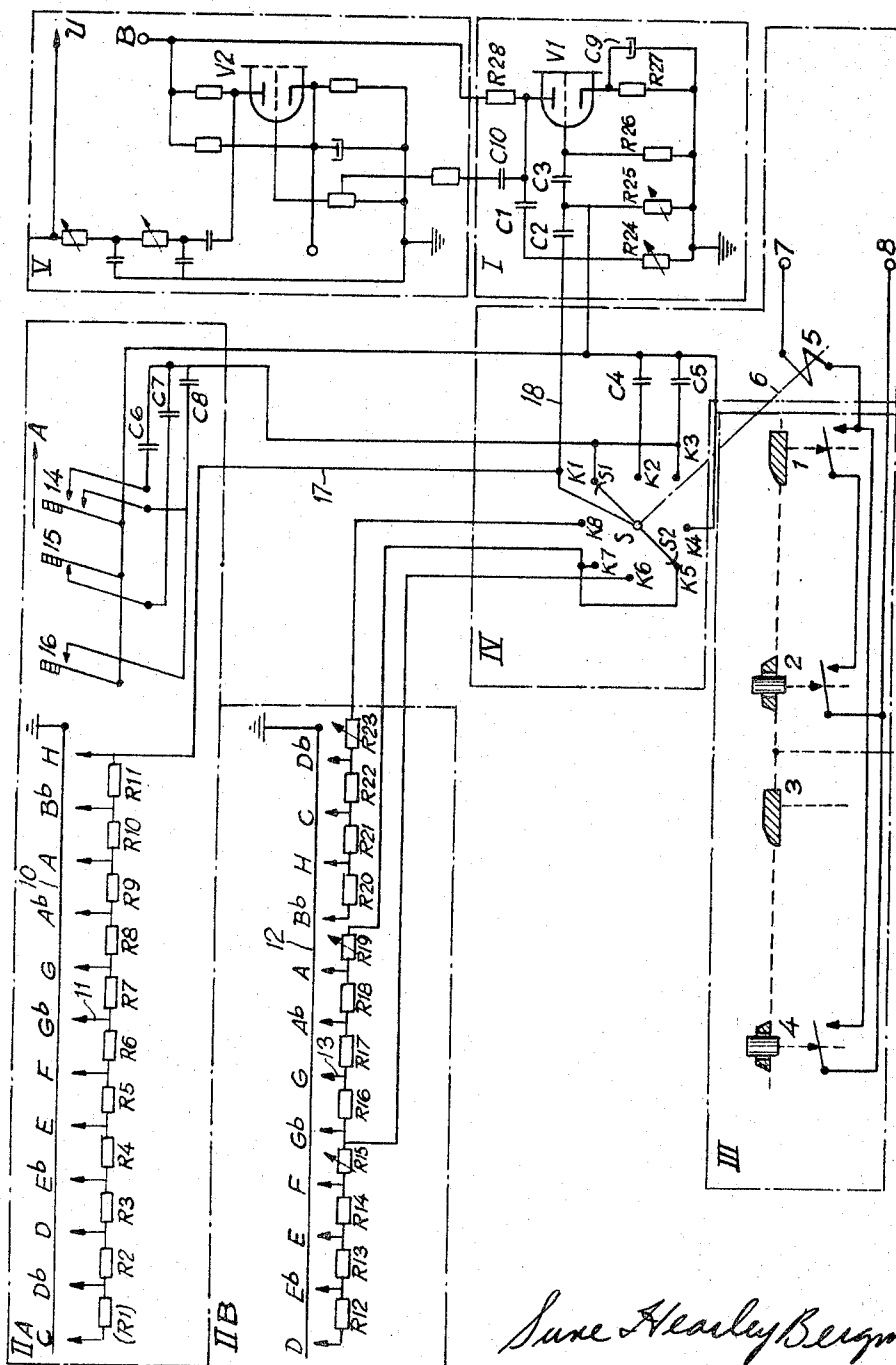 V
U
B
V2
R28
C10
I
V1
C9
C1
C2
C3
R24
R25
R26
R27
IIA
C Db D Eb E F Gb G Ab A Bb H
10
11
(R1) R2 R3 R4 R5 R6 R7 R8 R9 R10 R11
A
14
15
16
C6
C7
C8
17
18
IIB
D Eb E F Gb G Ab A Bb H C Db
12
13
R12 R13 R14 R15 R16 R17 R18 R19 R20 R21 R22 R23
IV
K1
S1
K2
K3
K4
S2
K5
K6
K7
K8
S
C4
C5
6
5
7
8
III
1
2
3
4
Sune